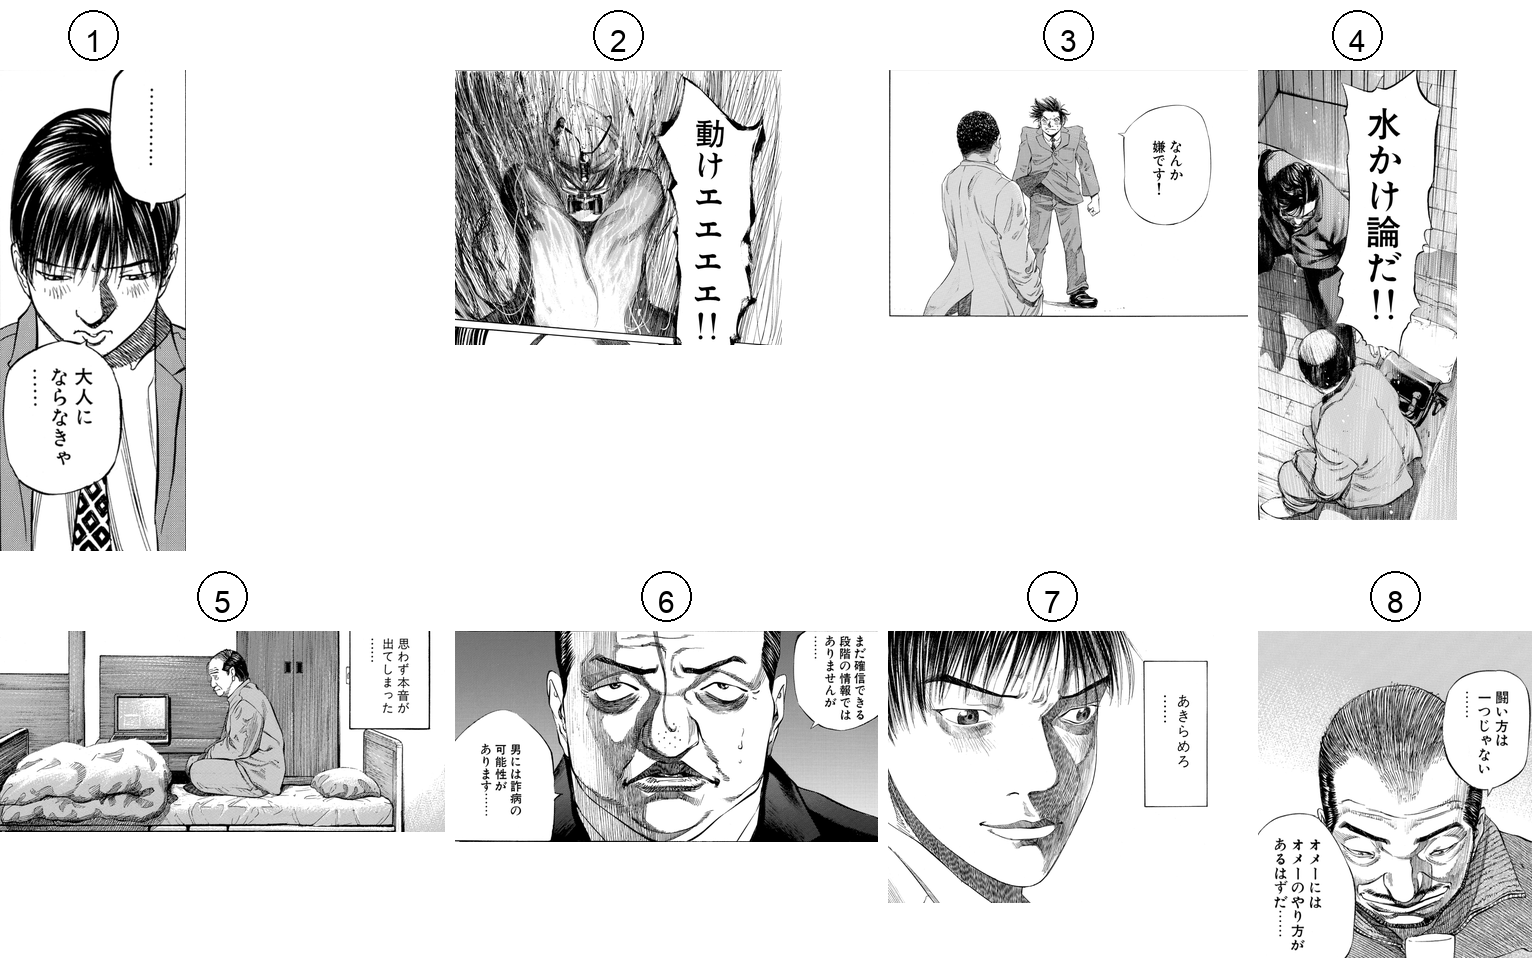 1
…………
大人に
ならなきゃ
……
2
動けェェェェ!!
3
なんか
嫌です!
4
水かけ論だ!!
5
思わず本音が
出てしまった
……
6
まだ確信できる
段階の情報では
ありませんが
……
男には詐病の
可能性が
あります……
7
あきらめろ
……
8
闘い方は
一つじゃない
……
オメーには
オメーのやり方が
あるはずだ……